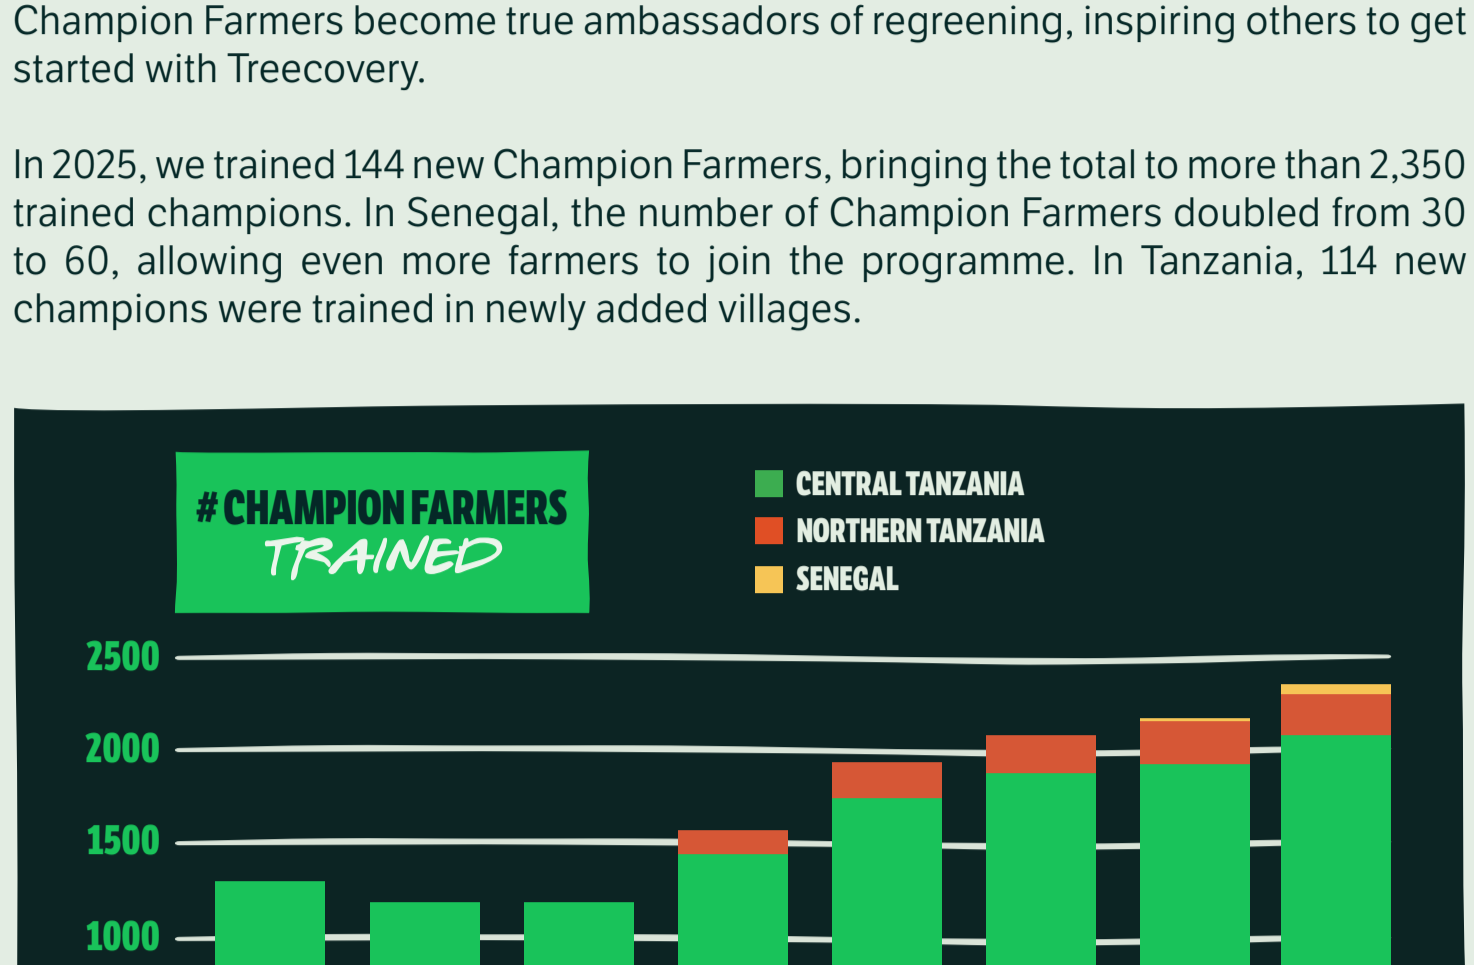 Champion Farmers become true ambassadors of regreening, inspiring others to get
started with Treecovery.
In 2025, we trained 144 new Champion Farmers, bringing the total to more than 2,350
trained champions. In Senegal, the number of Champion Farmers doubled from 30
to 60, allowing even more farmers to join the programme. In Tanzania, 114 new
champions were trained in newly added villages.
# CHAMPION FARMERS
TRAINED
CENTRAL TANZANIA
NORTHERN TANZANIA
SENEGAL
2500
2000
1500
1000